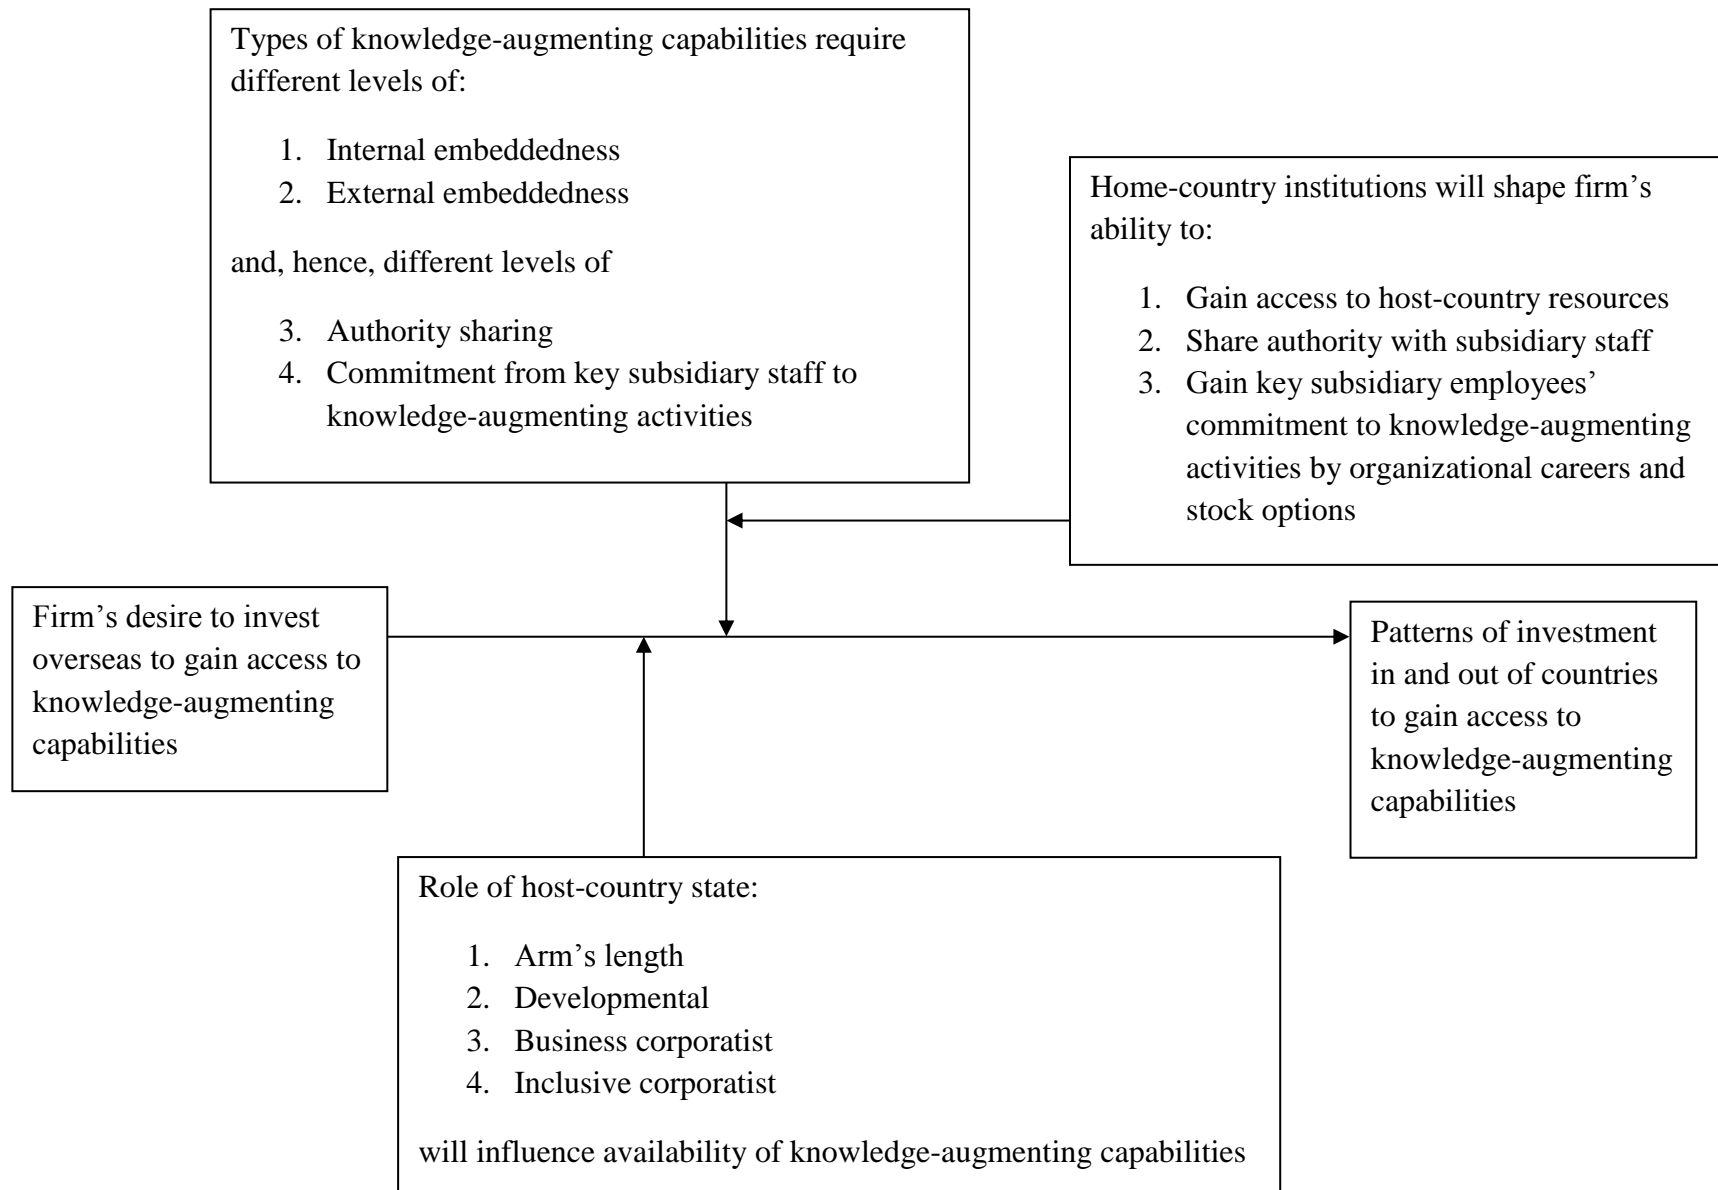 Types of knowledge-augmenting capabilities require
different levels of:
1. Internal embeddedness
2. External embeddedness
and, hence, different levels of
3. Authority sharing
4. Commitment from key subsidiary staff to
knowledge-augmenting activities
Home-country institutions will shape firm’s
ability to:
1. Gain access to host-country resources
2. Share authority with subsidiary staff
3. Gain key subsidiary employees’
commitment to knowledge-augmenting
activities by organizational careers and
stock options
Firm’s desire to invest
overseas to gain access to
knowledge-augmenting
capabilities
Patterns of investment
in and out of countries
to gain access to
knowledge-augmenting
capabilities
Role of host-country state:
1. Arm’s length
2. Developmental
3. Business corporatist
4. Inclusive corporatist
will influence availability of knowledge-augmenting capabilities